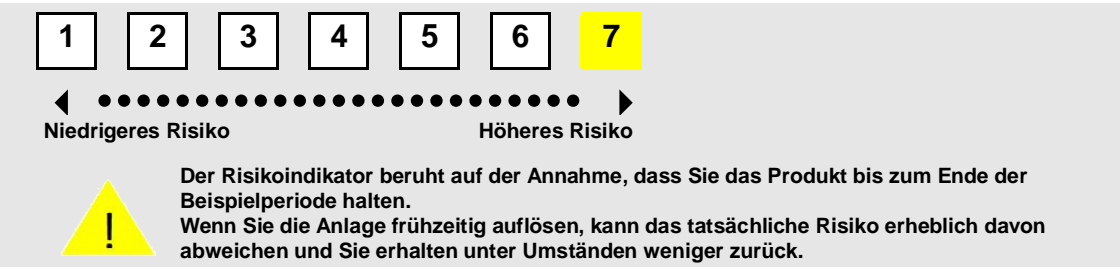 1 2 3 4 5 6 7
Niedrigeres Risiko Höheres Risiko
Der Risikoindikator beruht auf der Annahme, dass Sie das Produkt bis zum Ende der
Beispielperiode halten.
! Wenn Sie die Anlage frühzeitig auflösen, kann das tatsächliche Risiko erheblich davon
abweichen und Sie erhalten unter Umständen weniger zurück.